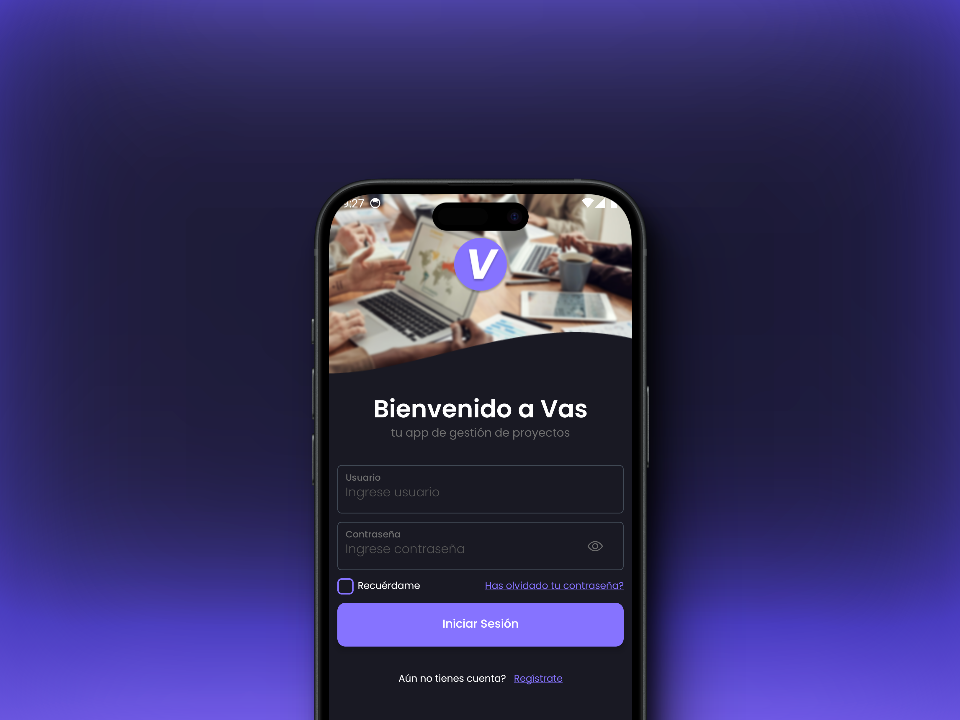 9:27
V
Bienvenido a Vas
tu app de gestión de proyectos
Usuario
Ingrese usuario
Contraseña
Ingrese contraseña
Recuérdame Has olvidado tu contraseña?
Iniciar Sesión
Aún no tienes cuenta? Registrate